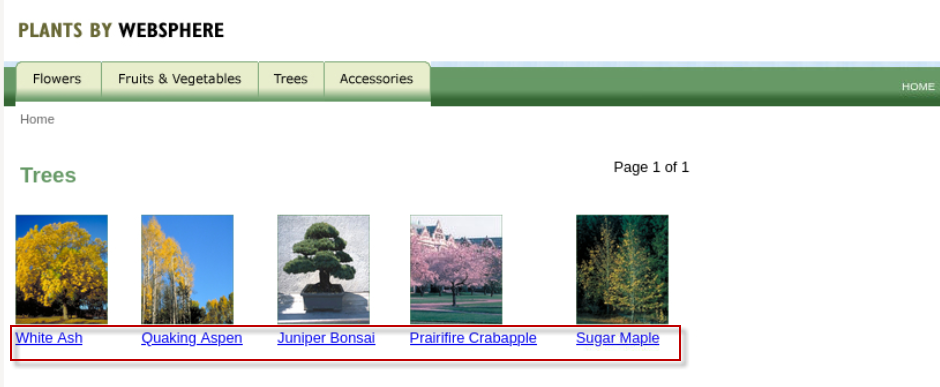 PLANTS BY WEBSPHERE
Flowers Fruits & Vegetables Trees Accessories
HOME
Home
Page 1 of 1
Trees
White Ash Quaking Aspen Juniper Bonsai Prairifire Crabapple Sugar Maple